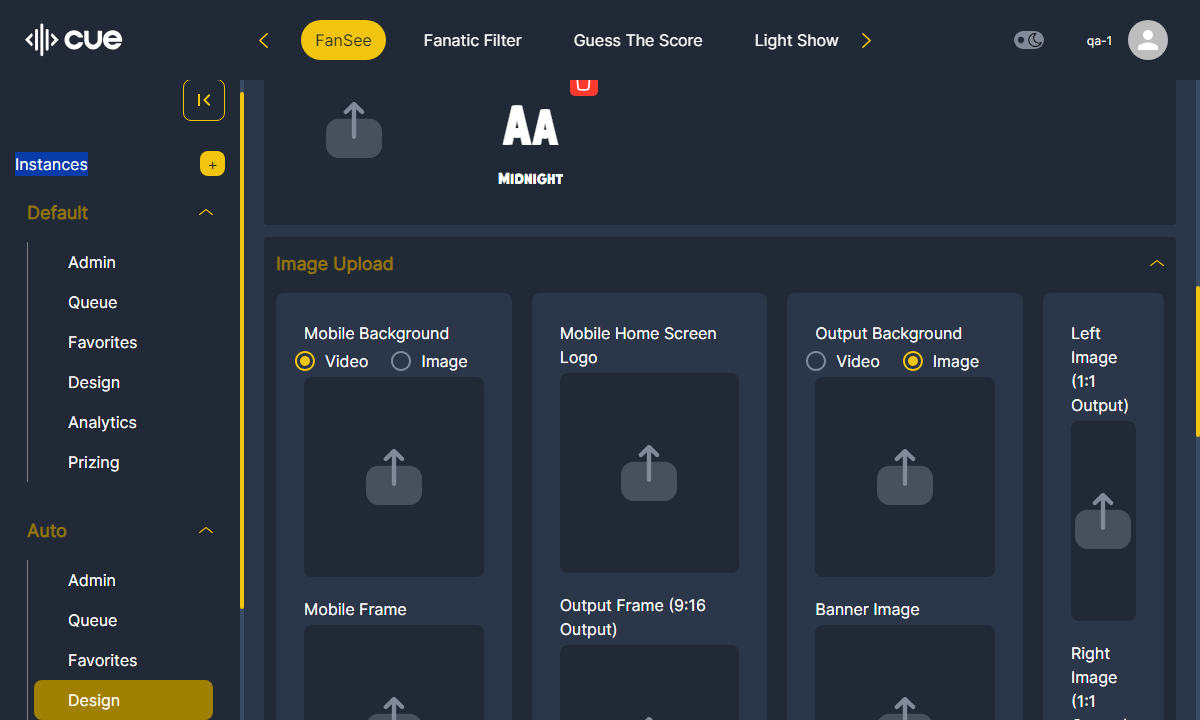 cue
FanSee
Fanatic Filter
Guess The Score
Light Show
qa-1
Instances
+
Default
Admin
Queue
Favorites
Design
Analytics
Prizing
Auto
Admin
Queue
Favorites
Design
AA
MIDNIGHT
Image Upload
Mobile Background
Video
Image
Mobile Frame
Mobile Home Screen
Logo
Output Frame (9:16
Output)
Output Background
Video
Image
Banner Image
Left
Image
(1:1
Output)
Right
Image
(1:1